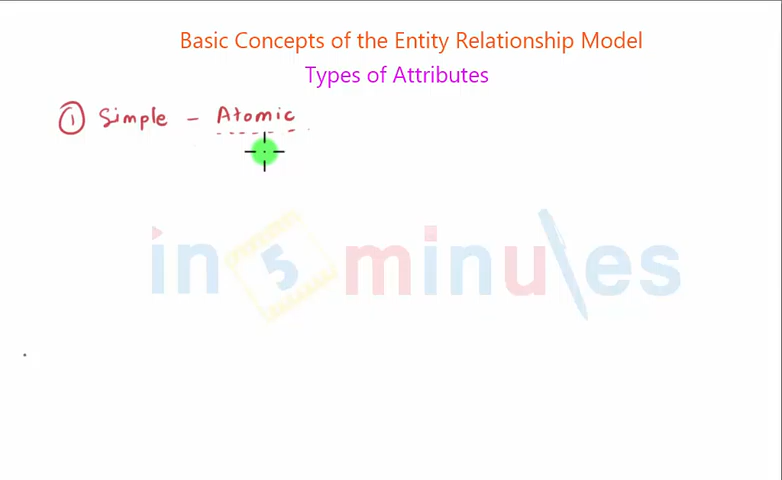 Basic Concepts of the Entity Relationship Model
Types of Attributes
① Simple - Atomic
in 5 minutes